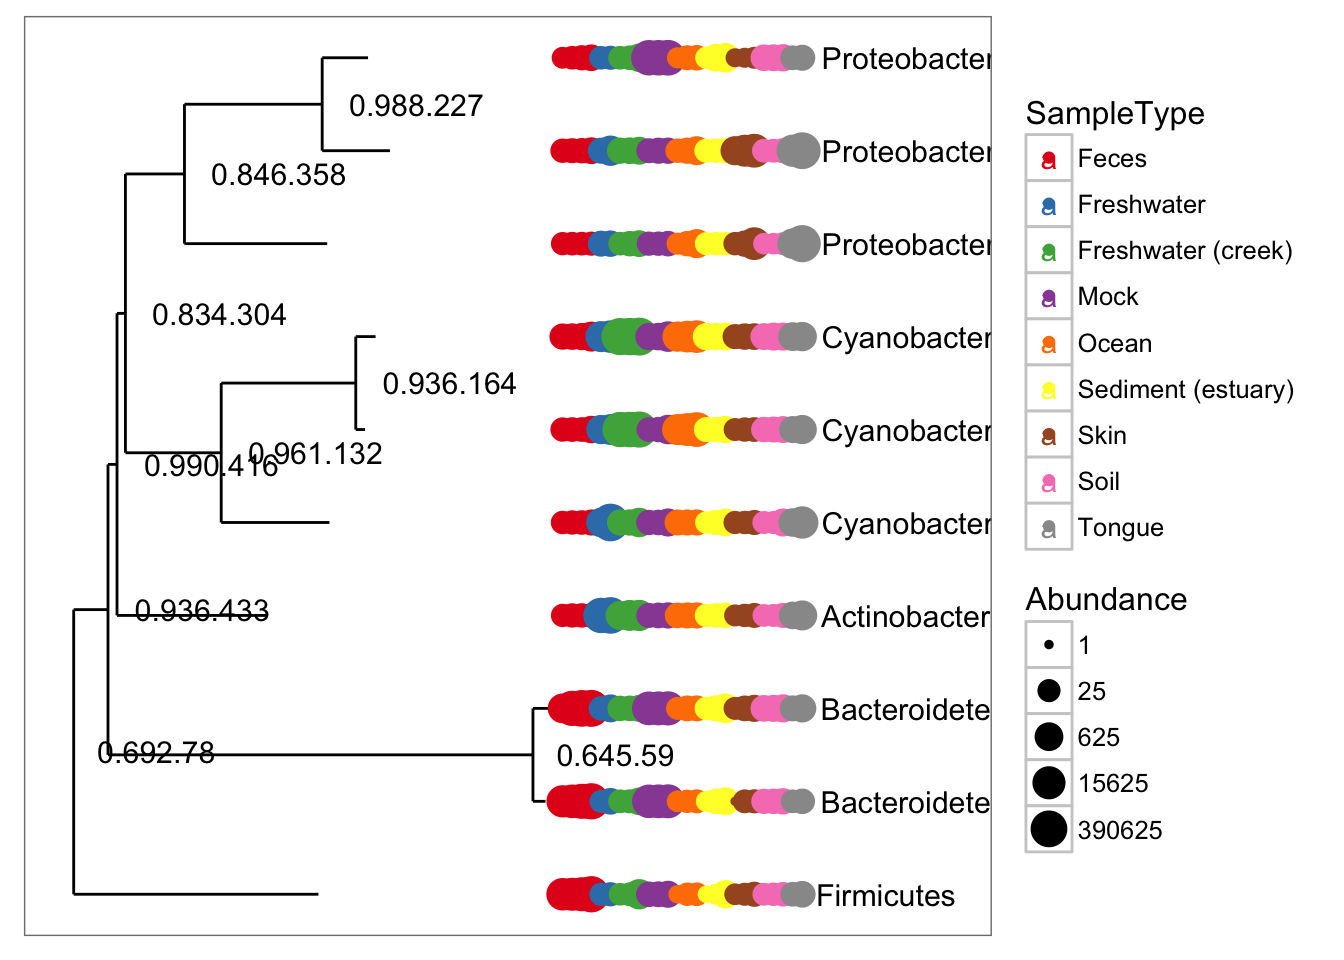 Proteobacter
0.988.227
Proteobacter
0.846.358
Proteobacter
0.834.304
Cyanobacter
0.936.164
Cyanobacter
0.990.416
0.961.132
Cyanobacter
0.936.433
Actinobacter
Bacteroidete
0.692.78
0.645.59
Bacteroidete
Firmicutes
SampleType
a Feces
a Freshwater
a Freshwater (creek)
a Mock
a Ocean
a Sediment (estuary)
a Skin
a Soil
a Tongue
Abundance
1
25
625
15625
390625